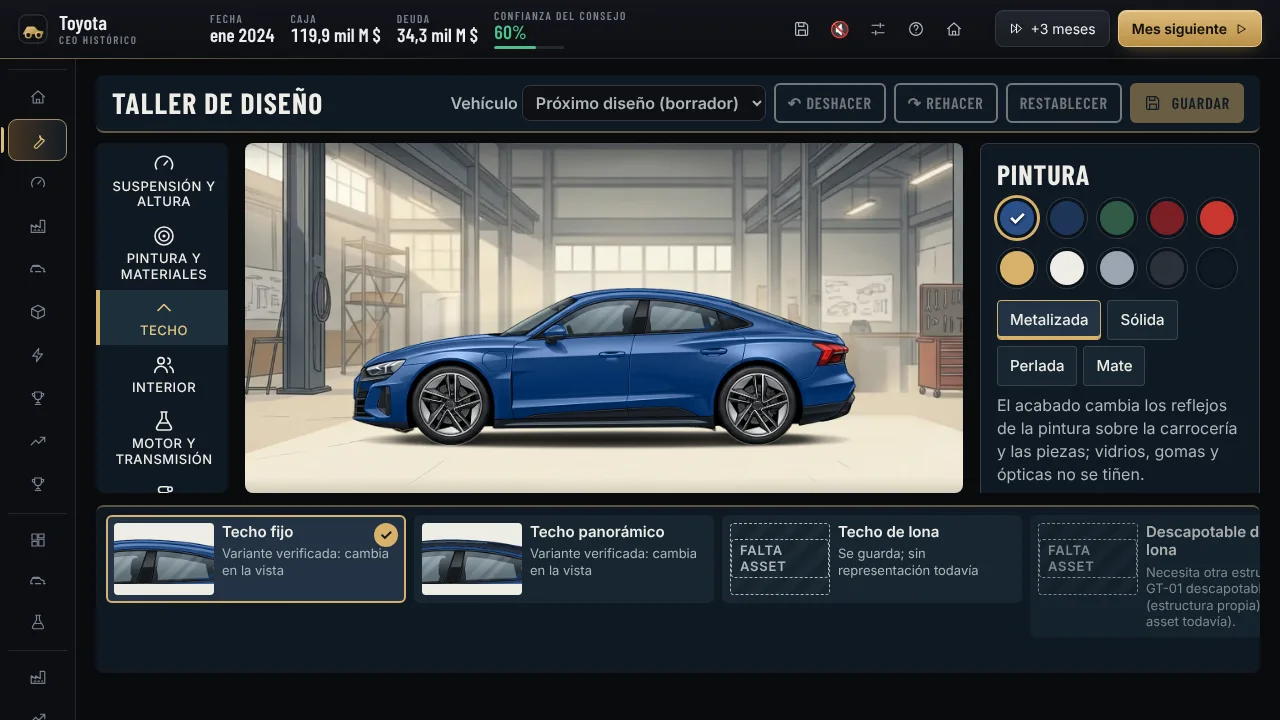 Toyota
CEO HISTÓRICO
FECHA
ene 2024
CAJA
119,9 mil M $
DEUDA
34,3 mil M $
CONFIANZA DEL CONSEJO
60%
+3 meses
Mes siguiente
TALLER DE DISEÑO
Vehículo
Próximo diseño (borrador)
DESHACER
REHACER
RESTABLECER
GUARDAR
SUSPENSIÓN Y
ALTURA
PINTURA Y
MATERIALES
TECHO
INTERIOR
MOTOR Y
TRANSMISIÓN
PINTURA
Metalizada
Sólida
Perlada
Mate
El acabado cambia los reflejos
de la pintura sobre la carrocería
y las piezas; vidrios, gomas y
ópticas no se tiñen.
Techo fijo
Variante verificada: cambia
en la vista
Techo panorámico
Variante verificada: cambia
en la vista
FALTA
ASSET
Techo de lona
Se guarda; sin
representación todavía
FALTA
ASSET
Descapotable d
lona
Necesita otra estru
GT-01 descapotabl
(estructura propia)
asset todavía).